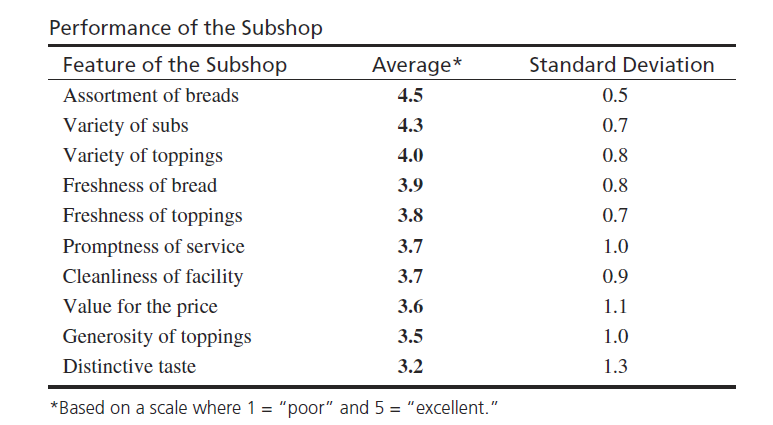 Performance of the Subshop
Feature of the Subshop Average* Standard Deviation
Assortment of breads 4.5 0.5
Variety of subs 4.3 0.7
Variety of toppings 4.0 0.8
Freshness of bread 3.9 0.8
Freshness of toppings 3.8 0.7
Promptness of service 3.7 1.0
Cleanliness of facility 3.7 0.9
Value for the price 3.6 1.1
Generosity of toppings 3.5 1.0
Distinctive taste 3.2 1.3
*Based on a scale where 1 = “poor” and 5 = “excellent.”